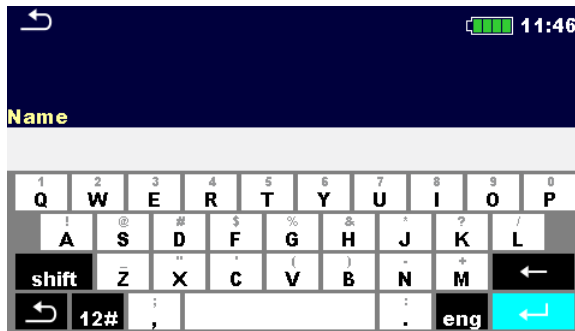 11:46
Name
1 2 3 4 5 6 7 8 9 0
Q W E R T Y U I O P
! @ # $ % & * ? /
A S D F G H J K L
_ " ' ( ) - +
shift Z X C V B N M
; :
12# , . eng